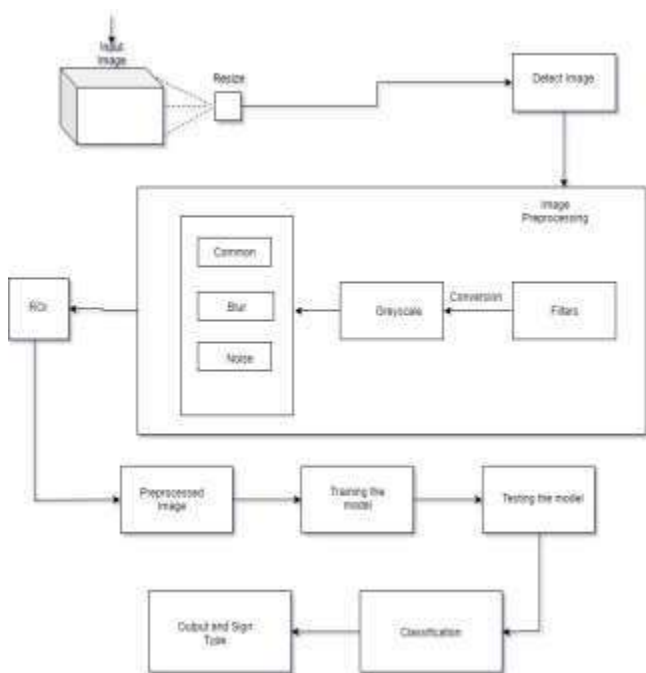 Input
Image
Resize
Detect Image
Image
Preprocessing
Common
Blur
Noise
Greyscale
Conversion
Filters
ROI
Preprocessed
Image
Training the
model
Testing the model
Classification
Output and Sign
Type